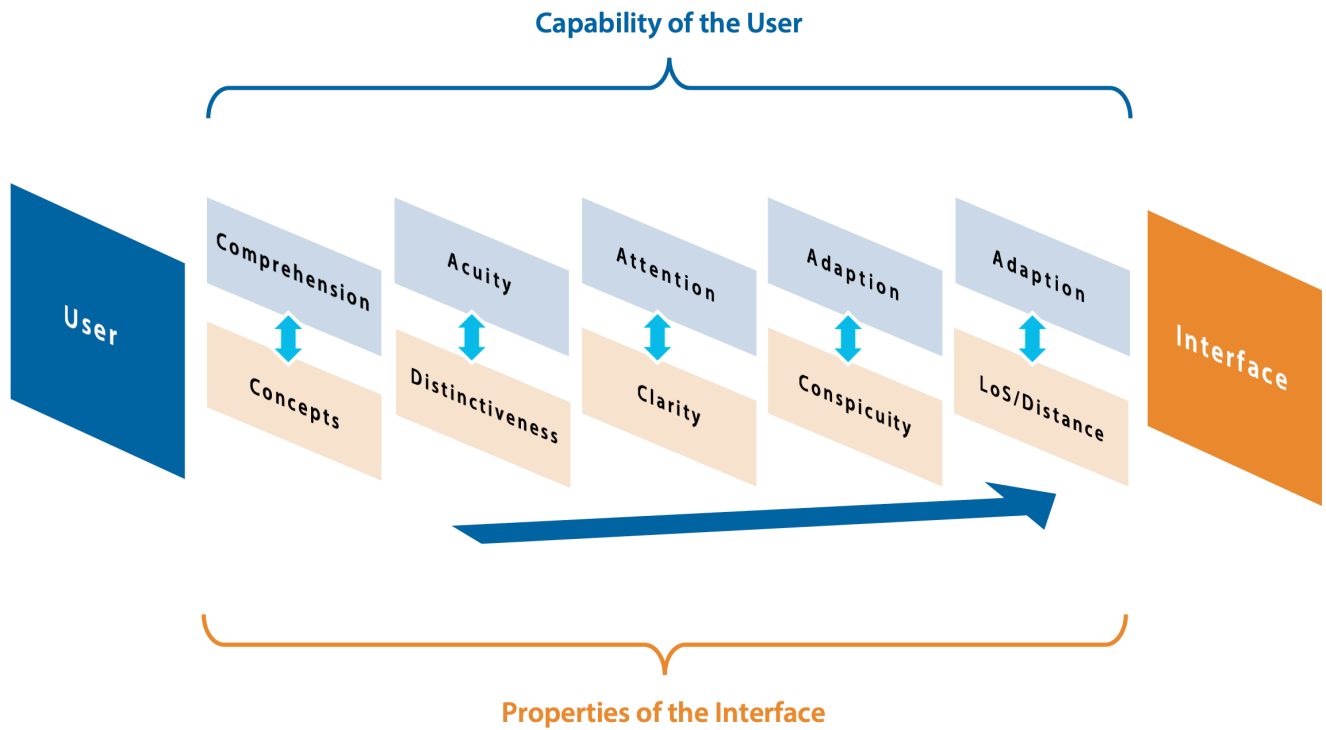 Capability of the User
User
Comprehension
Acuity
Attention
Adaption
Adaption
Interface
Concepts
Distinctiveness
Clarity
Conspicuity
LoS/Distance
Properties of the Interface